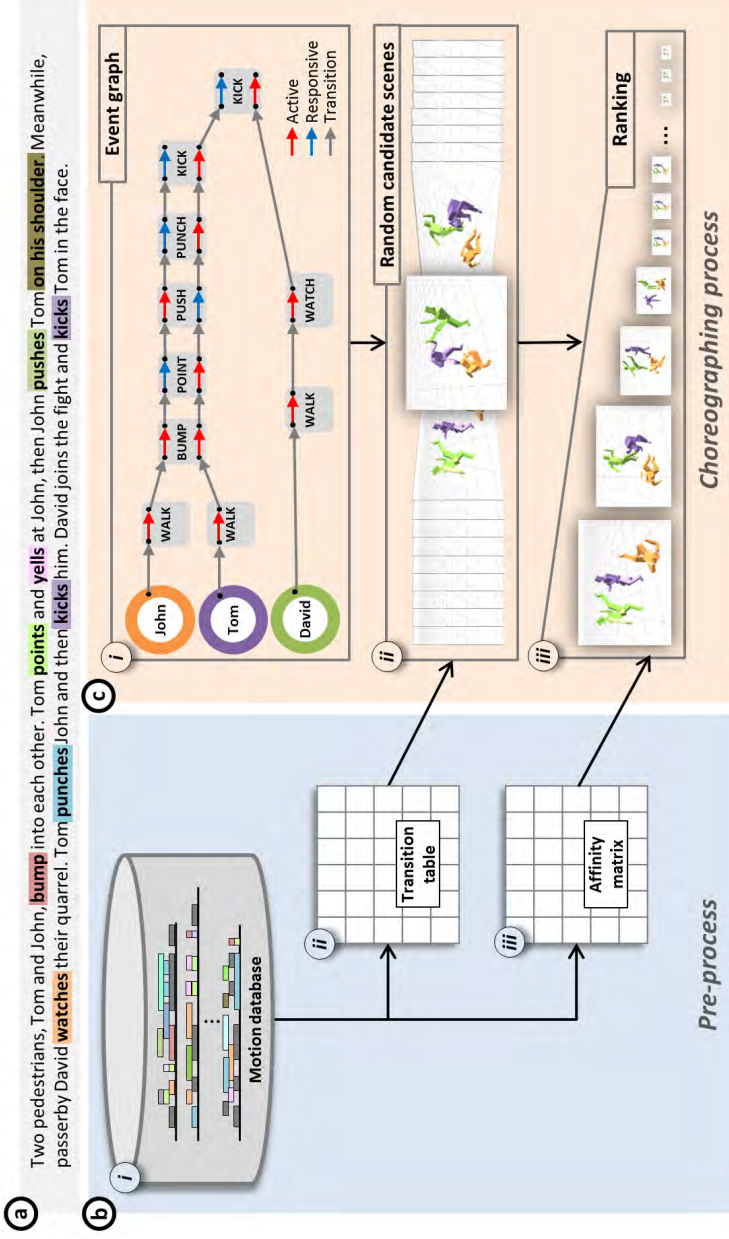 a
Two pedestrians, Tom and John, bump into each other. Tom points and yells at John, then John pushes Tom on his shoulder. Meanwhile,
passerby David watches their quarrel. Tom punches John and then kicks him. David joins the fight and kicks Tom in the face.
b
i
Motion database
ii
Transition
table
iii
Affinity
matrix
Pre-process
c
i
Event graph
John
Tom
David
WALK
WALK
BUMP
POINT
PUSH
PUNCH
KICK
KICK
WALK
WATCH
Active
Responsive
Transition
ii
Random candidate scenes
iii
Ranking
...
Choreographing process